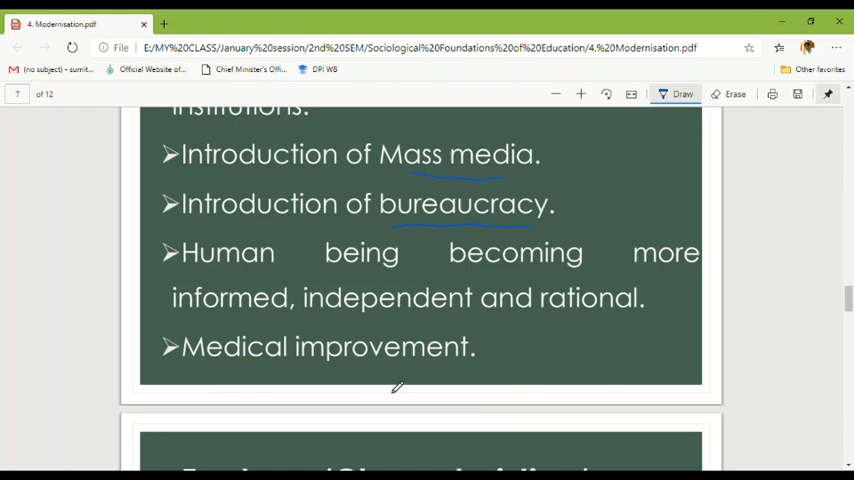 4. Modernisation.pdf
File
E:/MY%20CLASS/January%20session/2nd%20SEM/Sociological%20Foundations%20of%20Education/4.%20Modernisation.pdf
(no subject) - sumit...
Official Website of...
Chief Minister's Offi...
DPI WB
Other favorites
7 of 12
Draw
Erase
institutions.
➢Introduction of Mass media.
➢Introduction of bureaucracy.
➢Human being becoming more
informed, independent and rational.
➢Medical improvement.